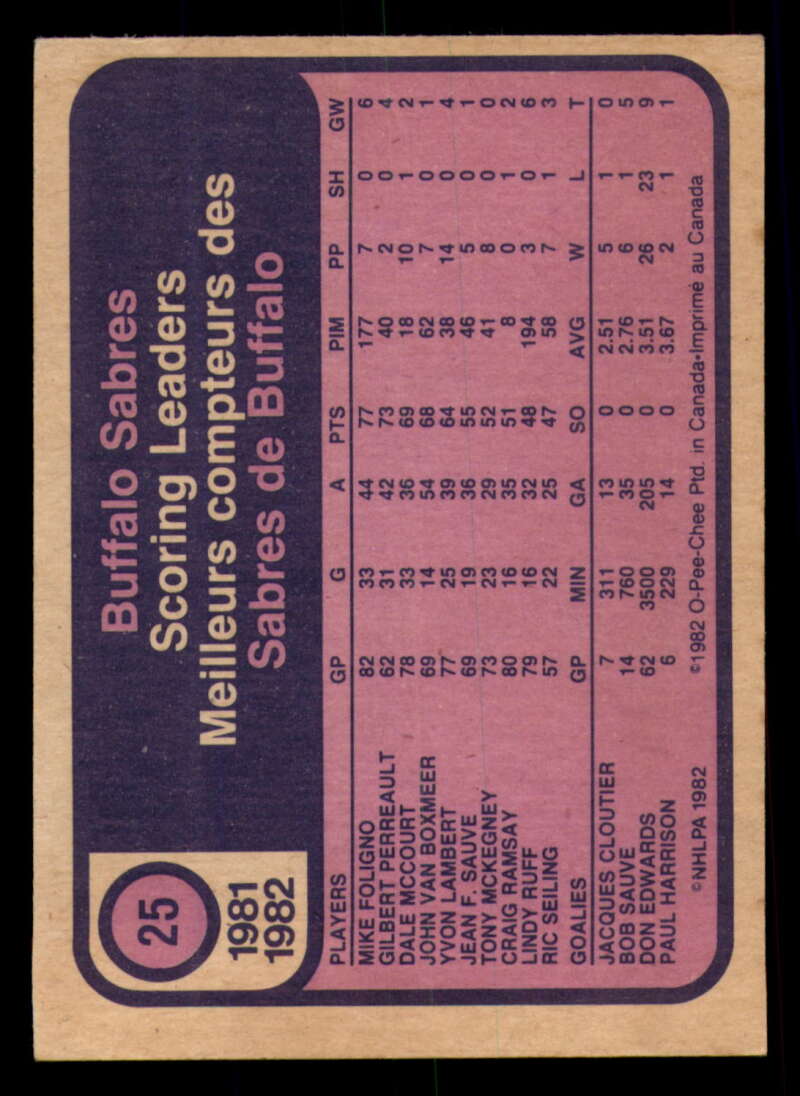 25
1981
1982
Buffalo Sabres
Scoring Leaders
Meilleurs compteurs des
Sabres de Buffalo
PLAYERS GP G A PTS PIM PP SH GW
MIKE FOLIGNO 82 33 44 77 177 7 0 6
GILBERT PERREAULT 62 31 42 73 40 2 0 4
DALE MCCOURT 78 33 36 69 18 10 1 2
JOHN VAN BOXMEER 69 14 54 68 62 7 0 1
YVON LAMBERT 77 25 39 64 38 14 0 4
JEAN F. SAUVE 69 19 36 55 46 5 0 1
TONY MCKEGNEY 73 23 29 52 41 8 0 0
CRAIG RAMSAY 80 16 35 51 8 0 1 2
LINDY RUFF 79 16 32 48 194 3 0 6
RIC SEILING 57 22 25 47 58 7 1 3
GOALIES GP MIN GA SO AVG W L T
JACQUES CLOUTIER 7 311 13 0 2.51 5 1 0
BOB SAUVE 14 760 35 0 2.76 6 1 5
DON EDWARDS 62 3500 205 0 3.51 26 23 9
PAUL HARRISON 6 229 14 0 3.67 2 1 1
©NHLPA 1982 ©1982 O-Pee-Chee Ptd. in Canada•Imprimé au Canada